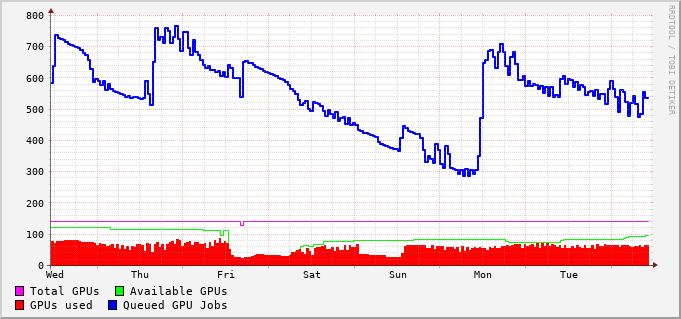 800
700
600
500
400
300
200
100
0
Wed Thu Fri Sat Sun Mon Tue
Total GPUs Available GPUs
GPUs used Queued GPU Jobs
RRDTOOL / TOBI OETIKER